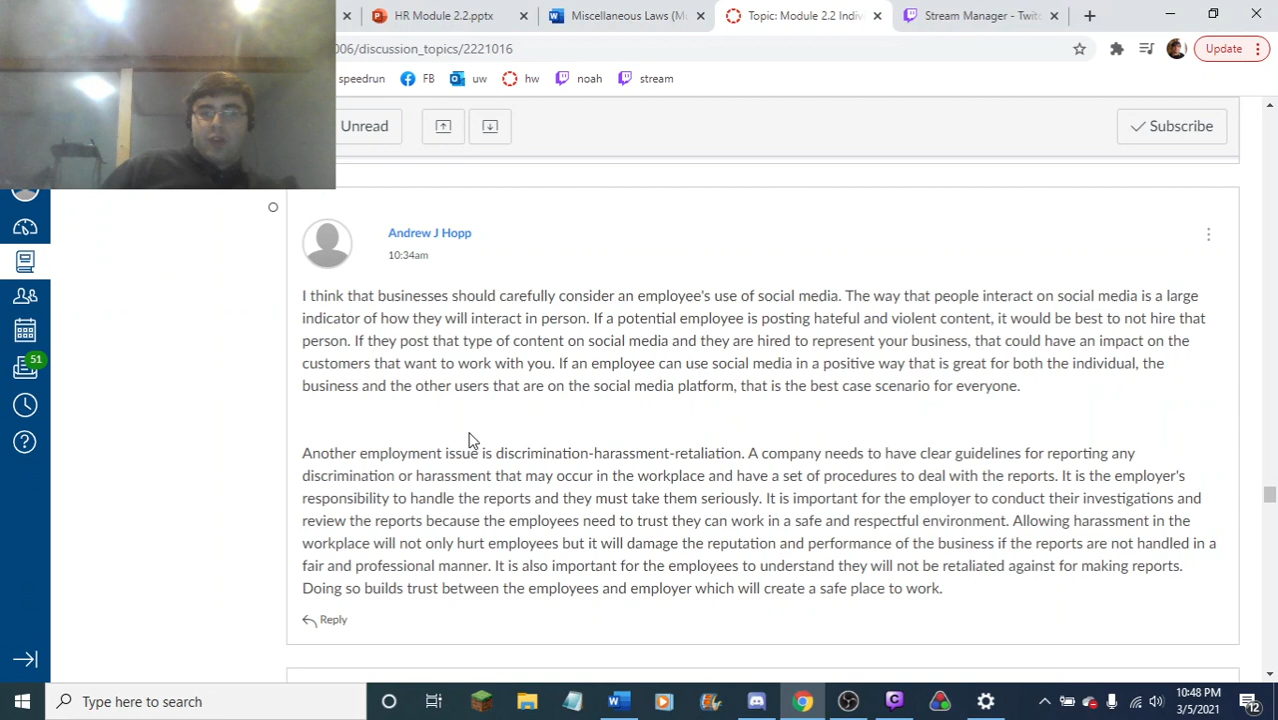 HR Module 2.2.pptx
Miscellaneous Laws (M
Topic: Module 2.2 Indiv
Stream Manager - Twitc
006/discussion_topics/2221016
Update
speedrun
FB
uw
hw
noah
stream
Unread
Subscribe
Andrew J Hopp
10:34am
I think that businesses should carefully consider an employee's use of social media. The way that people interact on social media is a large
indicator of how they will interact in person. If a potential employee is posting hateful and violent content, it would be best to not hire that
person. If they post that type of content on social media and they are hired to represent your business, that could have an impact on the
customers that want to work with you. If an employee can use social media in a positive way that is great for both the individual, the
business and the other users that are on the social media platform, that is the best case scenario for everyone.
51
Another employment issue is discrimination-harassment-retaliation. A company needs to have clear guidelines for reporting any
discrimination or harassment that may occur in the workplace and have a set of procedures to deal with the reports. It is the employer's
responsibility to handle the reports and they must take them seriously. It is important for the employer to conduct their investigations and
review the reports because the employees need to trust they can work in a safe and respectful environment. Allowing harassment in the
workplace will not only hurt employees but it will damage the reputation and performance of the business if the reports are not handled in a
fair and professional manner. It is also important for the employees to understand they will not be retaliated against for making reports.
Doing so builds trust between the employees and employer which will create a safe place to work.
Reply
Type here to search
10:48 PM
3/5/2021
12